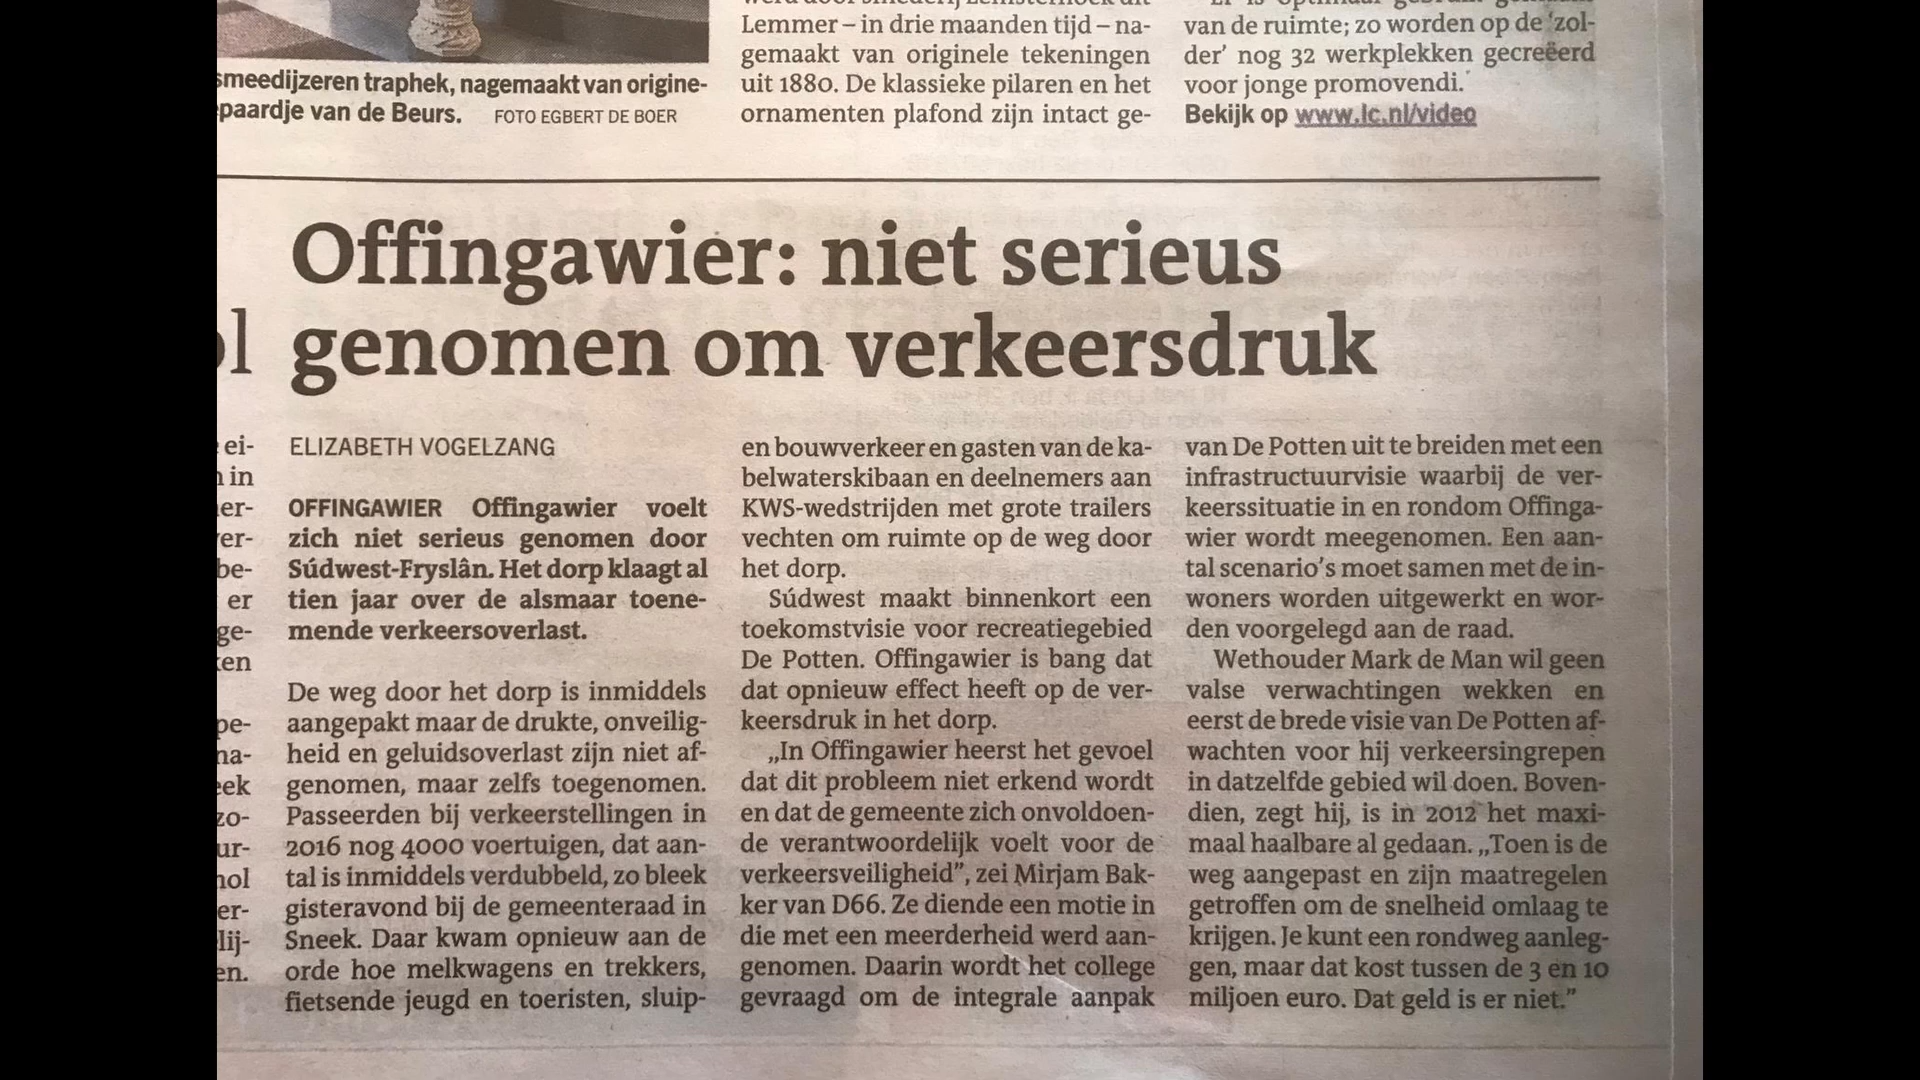 smeedijzeren traphek, nagemaakt van origine-
paardje van de Beurs. FOTO EGBERT DE BOER
Lemmer – in drie maanden tijd – na-
gemaakt van originele tekeningen
uit 1880. De klassieke pilaren en het
ornamenten plafond zijn intact ge-
van de ruimte; zo worden op de 'zol-
der' nog 32 werkplekken gecreëerd
voor jonge promovendi.
Bekijk op www.lc.nl/video
Offingawier: niet serieus
genomen om verkeersdruk
ei-
in
er-
er-
be-
er
ge-
en
pe-
na-
ek
zo-
ur-
hol
er-
lij-
en.
ELIZABETH VOGELZANG
OFFINGAWIER Offingawier voelt
zich niet serieus genomen door
Súdwest-Fryslân. Het dorp klaagt al
tien jaar over de alsmaar toene-
mende verkeersoverlast.
De weg door het dorp is inmiddels
aangepakt maar de drukte, onveilig-
heid en geluidsoverlast zijn niet af-
genomen, maar zelfs toegenomen.
Passeerden bij verkeerstellingen in
2016 nog 4000 voertuigen, dat aan-
tal is inmiddels verdubbeld, zo bleek
gisteravond bij de gemeenteraad in
Sneek. Daar kwam opnieuw aan de
orde hoe melkwagens en trekkers,
fietsende jeugd en toeristen, sluip-
en bouwverkeer en gasten van de ka-
belwaterskibaan en deelnemers aan
KWS-wedstrijden met grote trailers
vechten om ruimte op de weg door
het dorp.
Súdwest maakt binnenkort een
toekomstvisie voor recreatiegebied
De Potten. Offingawier is bang dat
dat opnieuw effect heeft op de ver-
keersdruk in het dorp.
„In Offingawier heerst het gevoel
dat dit probleem niet erkend wordt
en dat de gemeente zich onvoldoen-
de verantwoordelijk voelt voor de
verkeersveiligheid”, zei Mirjam Bak-
ker van D66. Ze diende een motie in
die met een meerderheid werd aan-
genomen. Daarin wordt het college
gevraagd om de integrale aanpak
van De Potten uit te breiden met een
infrastructuurvisie waarbij de ver-
keerssituatie in en rondom Offinga-
wier wordt meegenomen. Een aan-
tal scenario's moet samen met de in-
woners worden uitgewerkt en wor-
den voorgelegd aan de raad.
Wethouder Mark de Man wil geen
valse verwachtingen wekken en
eerst de brede visie van De Potten af-
wachten voor hij verkeersingrepen
in datzelfde gebied wil doen. Boven-
dien, zegt hij, is in 2012 het maxi-
maal haalbare al gedaan. „Toen is de
weg aangepast en zijn maatregelen
getroffen om de snelheid omlaag te
krijgen. Je kunt een rondweg aanleg-
gen, maar dat kost tussen de 3 en 10
miljoen euro. Dat geld is er niet.”